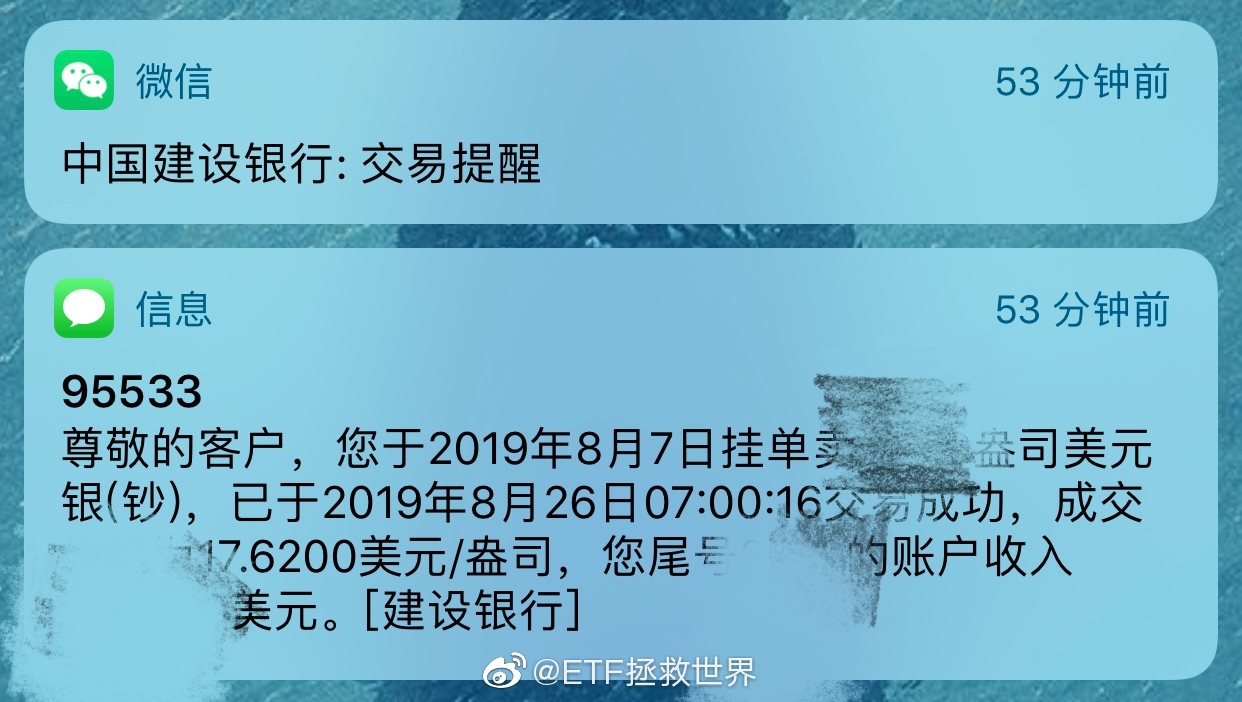 微信
53 分钟前
中国建设银行: 交易提醒
信息
53 分钟前
95533
尊敬的客户，您于2019年8月7日挂单卖 盎司美元
银(钞)，已于2019年8月26日07:00:16交易成功，成交
17.6200美元/盎司，您尾号 的账户收入
美元。[建设银行]
@ETF拯救世界